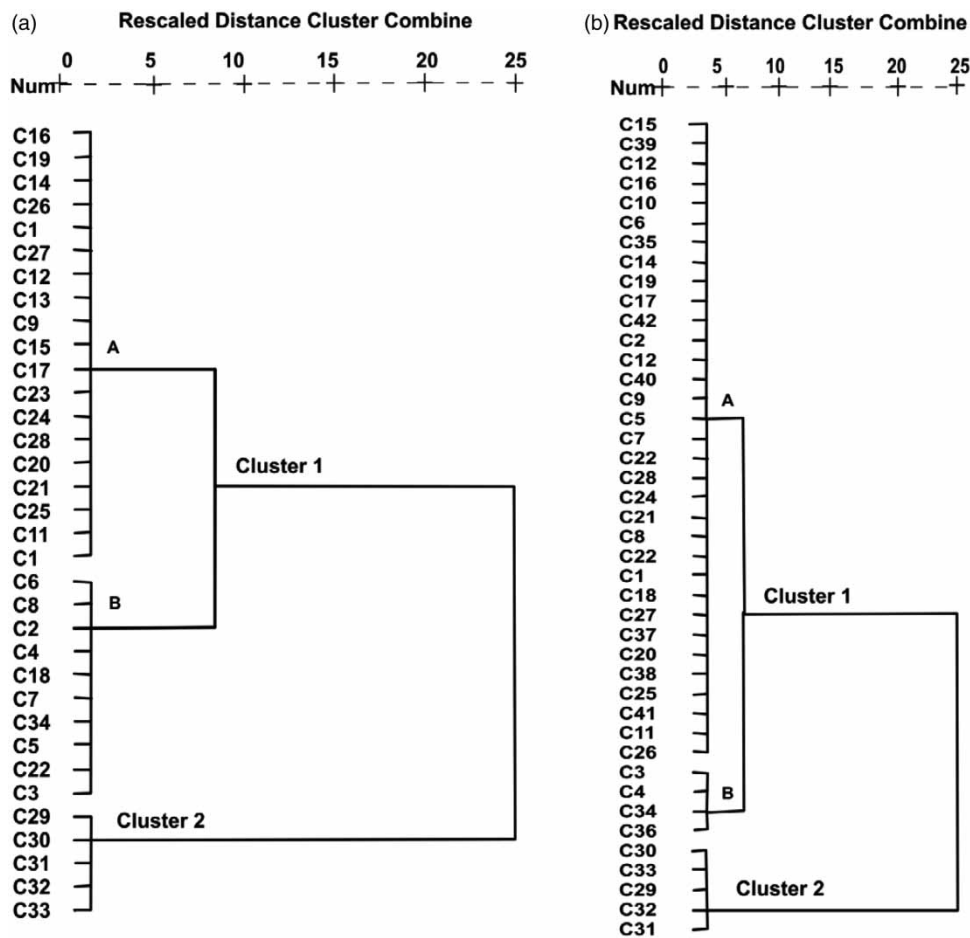 (a) Rescaled Distance Cluster Combine
0 5 10 15 20 25
Num
C16
C19
C14
C26
C1
C27
C12
C13
C9
C15
A
C17
C23
C24
C28
C20
Cluster 1
C21
C25
C11
C1
C6
C8
B
C2
C4
C18
C7
C34
C5
C22
C3
C29
Cluster 2
C30
C31
C32
C33
(b) Rescaled Distance Cluster Combine
0 5 10 15 20 25
Num
C15
C39
C12
C16
C10
C6
C35
C14
C19
C17
C42
C2
C12
C40
C9
A
C5
C7
C22
C28
C24
C21
C8
C22
C1
C18
Cluster 1
C27
C37
C20
C38
C25
C41
C11
C26
C3
C4
B
C34
C36
C30
C33
C29
Cluster 2
C32
C31